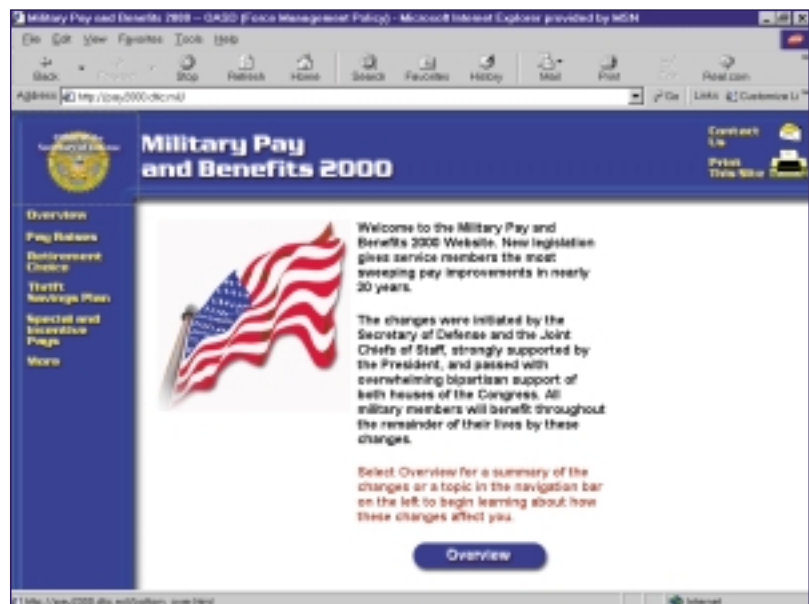 Military Pay and Benefits 2000 -- OASD (Force Management Policy) - Microsoft Internet Explorer provided by MSN
File Edit View Favorites Tools Help
Back Stop Refresh Home Search Favorites History Mail Print Real.com
Address http://pay2000.dtic.mil/ Go Links
Secretary of Defense
Military Pay
and Benefits 2000
Contact
Us
Print
This Site
Overview
Pay Raises
Retirement
Choice
Thrift
Savings Plan
Special and
Incentive
Pays
More
Welcome to the Military Pay and
Benefits 2000 Website. New legislation
gives service members the most
sweeping pay improvements in nearly
20 years.
The changes were initiated by the
Secretary of Defense and the Joint
Chiefs of Staff, strongly supported by
the President, and passed with
overwhelming bipartisan support of
both houses of the Congress. All
military members will benefit throughout
the remainder of their lives by these
changes.
Select Overview for a summary of the
changes or a topic in the navigation bar
on the left to begin learning about how
these changes affect you.
Overview
Internet